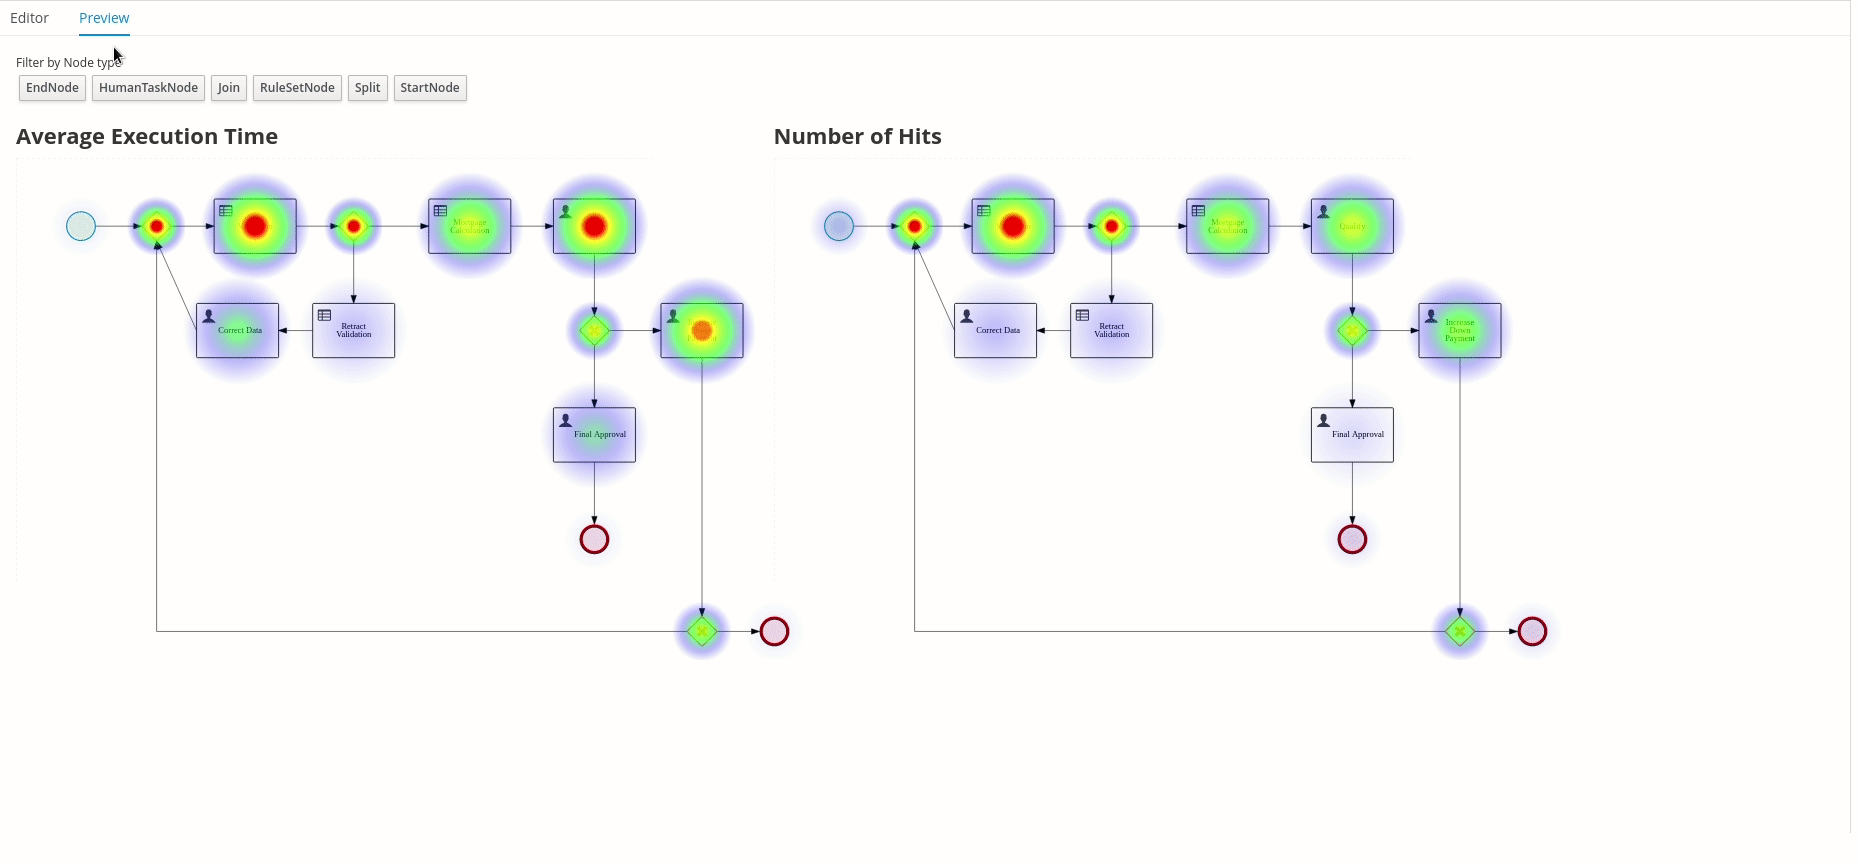 Editor
Preview
Filter by Node type
EndNode
HumanTaskNode
Join
RuleSetNode
Split
StartNode
Average Execution Time
Number of Hits
Mortgage
Calculation
Correct Data
Retract
Validation
Final Approval
Mortgage
Calculation
Quality
Correct Data
Retract
Validation
Increase
Down
Payment
Final Approval